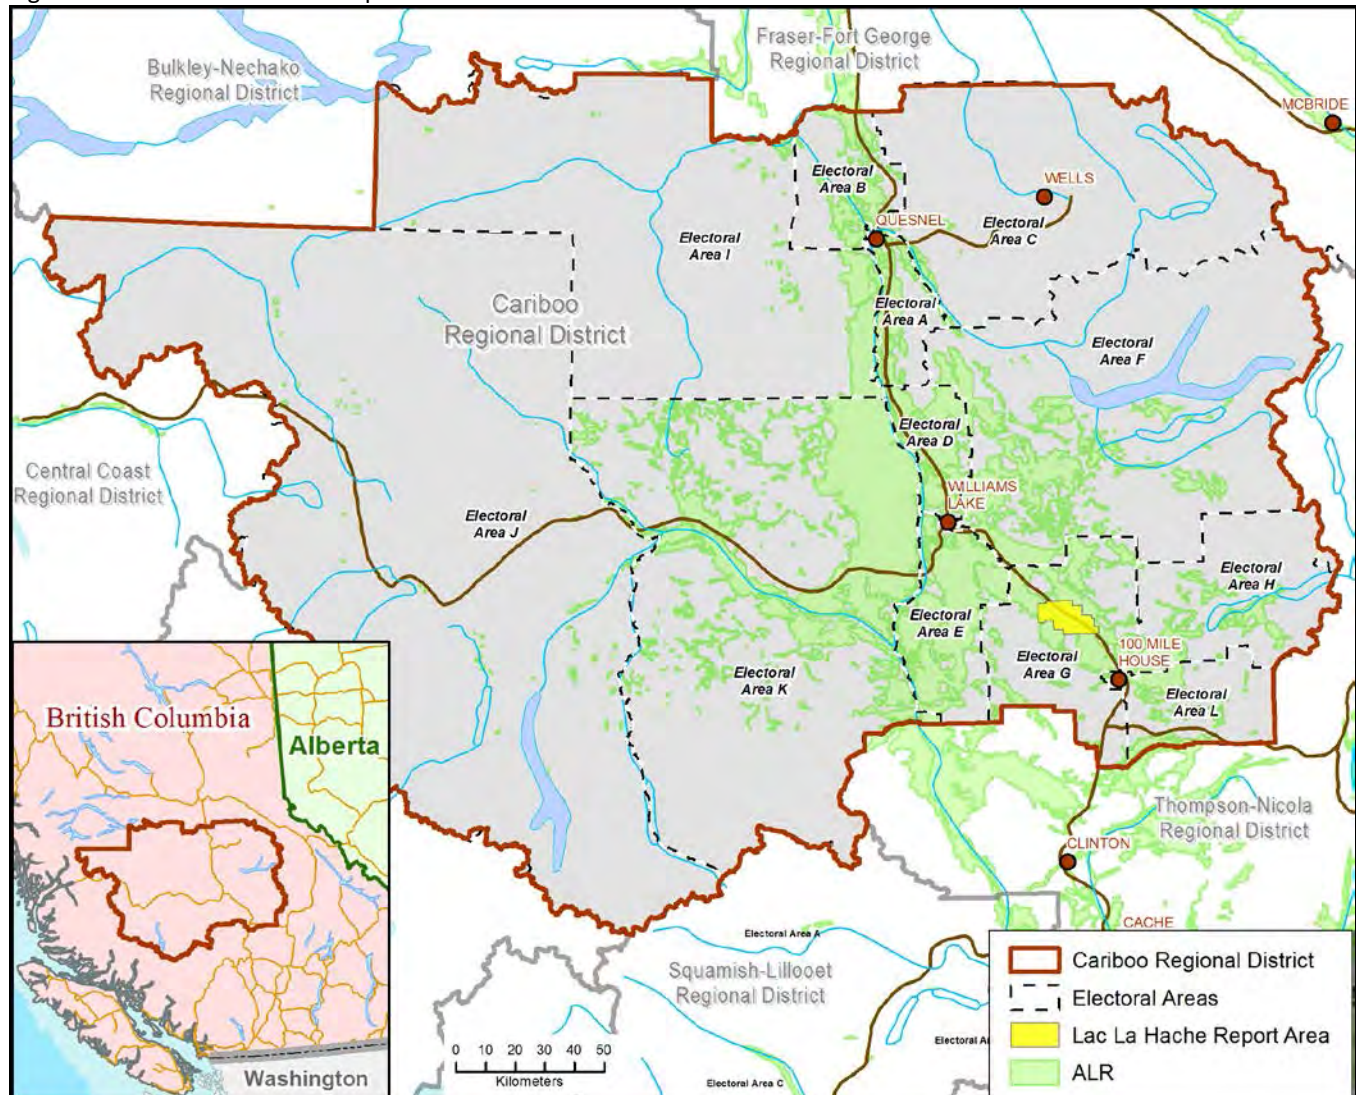 Fraser-Fort George
Regional District
Bulkley-Nechako
Regional District
MCBRIDE
Electoral
Area B
WELLS
QUESNEL
Electoral
Area C
Electoral
Area I
Cariboo
Regional District
Electoral
Area A
Electoral
Area F
Electoral
Area D
Central Coast
Regional District
WILLIAMS
LAKE
Electoral
Area J
Electoral
Area H
Electoral
Area E
100 MILE
HOUSE
Electoral
Area G
Electoral
Area K
Electoral
Area L
British Columbia
Alberta
Washington
Thompson-Nicola
Regional District
CLINTON
CACHE
Electoral Area A
Squamish-Lillooet
Regional District
Electoral
Electoral Area C
0 10 20 30 40 50
Kilometers
Cariboo Regional District
Electoral Areas
Lac La Hache Report Area
ALR